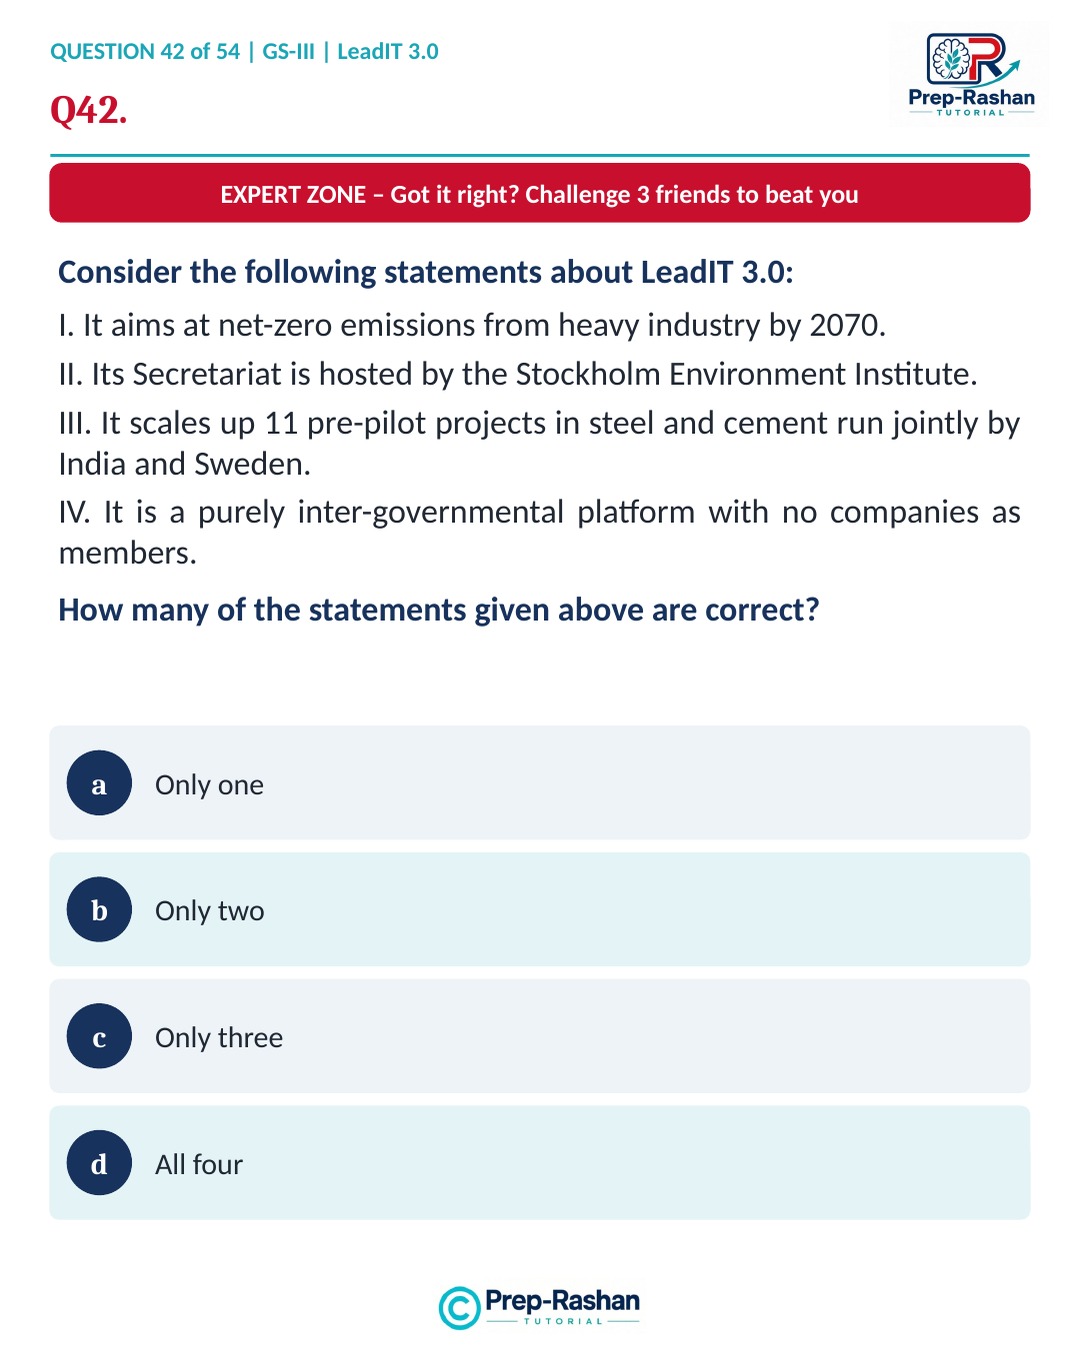 QUESTION 42 of 54 | GS-III | LeadIT 3.0
Q42.
Prep-Rashan
TUTORIAL
EXPERT ZONE – Got it right? Challenge 3 friends to beat you
Consider the following statements about LeadIT 3.0:
I. It aims at net-zero emissions from heavy industry by 2070.
II. Its Secretariat is hosted by the Stockholm Environment Institute.
III. It scales up 11 pre-pilot projects in steel and cement run jointly by
India and Sweden.
IV. It is a purely inter-governmental platform with no companies as
members.
How many of the statements given above are correct?
a Only one
b Only two
c Only three
d All four
© Prep-Rashan
TUTORIAL